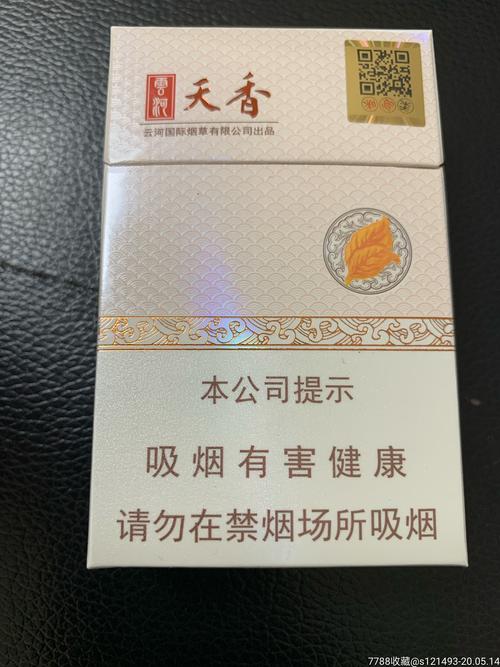 雲河
天香
云河国际烟草有限公司出品
本公司提示
吸烟有害健康
请勿在禁烟场所吸烟
7788收藏@s121493-20.05.14